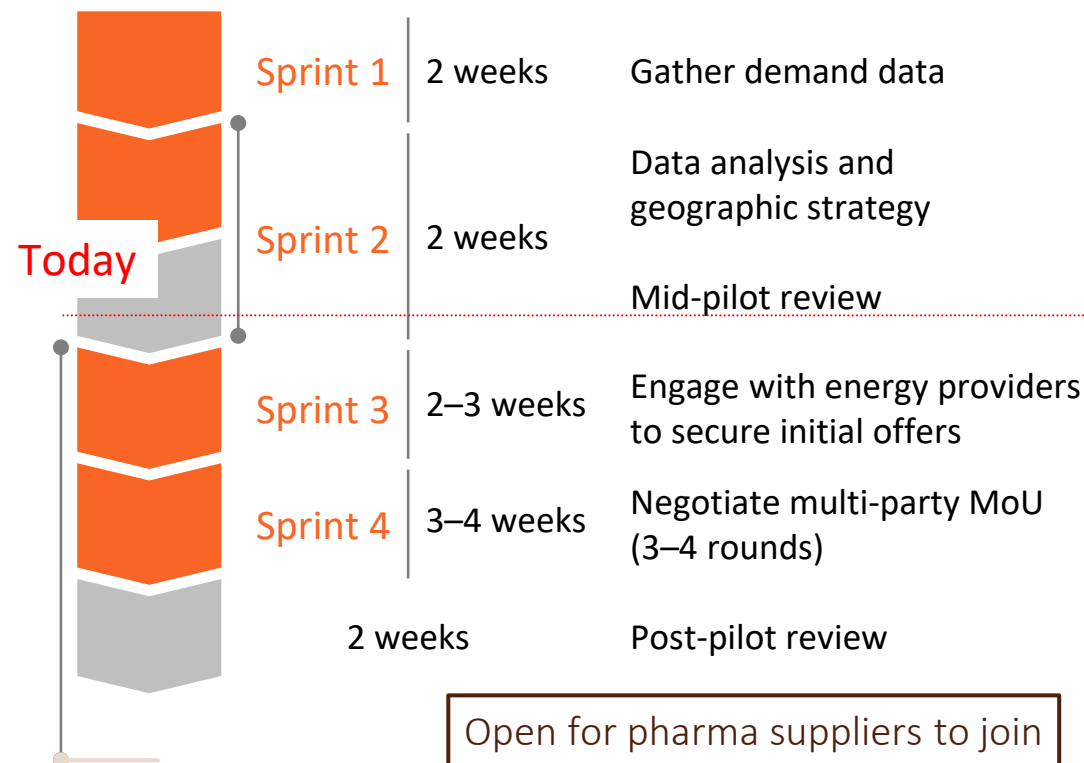 Sprint 1
2 weeks
Gather demand data
Data analysis and
geographic strategy
Sprint 2
2 weeks
Today
Mid-pilot review
Sprint 3
2–3 weeks
Engage with energy providers
to secure initial offers
Sprint 4
3–4 weeks
Negotiate multi-party MoU
(3–4 rounds)
2 weeks
Post-pilot review
Open for pharma suppliers to join